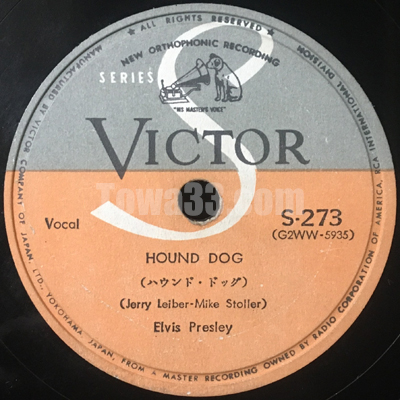 ★ ALL RIGHTS RESERVED ★
NEW ORTHOPHONIC RECORDING
SERIES S
"HIS MASTER'S VOICE"
VICTOR
Towa33.com
Vocal
S-273
(G2WW-5935)
HOUND DOG
(ハウンド・ドッグ)
(Jerry Leiber-Mike Stoller)
Elvis Presley
MANUFACTURED BY VICTOR COMPANY OF JAPAN, LTD., YOKOHAMA, JAPAN, FROM A MASTER RECORDING OWNED BY RADIO CORPORATION OF AMERICA, RCA INTERNATIONAL DIVISION